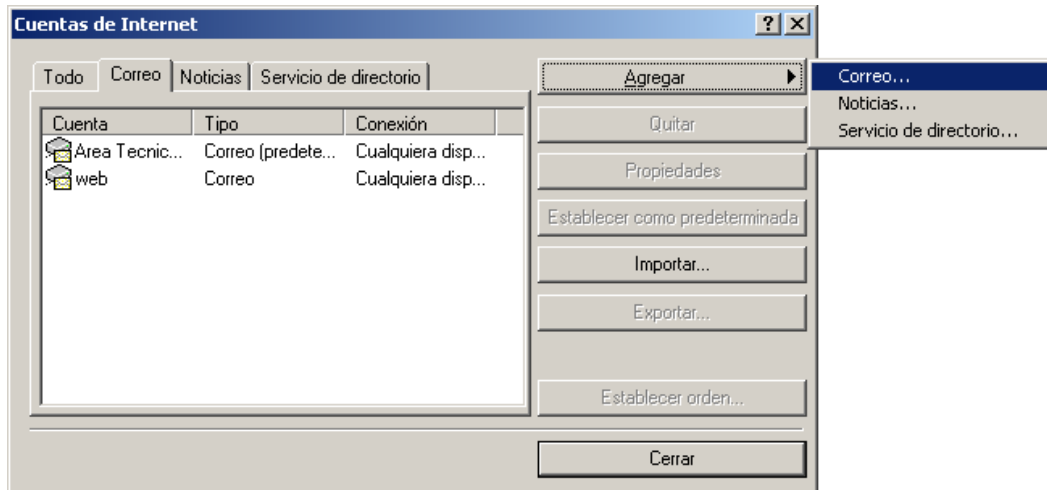 Cuentas de Internet
Todo Correo Noticias Servicio de directorio
Cuenta Tipo Conexión
Area Tecnic... Correo (predete... Cualquiera disp...
web Correo Cualquiera disp...
Agregar
Quitar
Propiedades
Establecer como predeterminada
Importar...
Exportar...
Establecer orden...
Cerrar
Correo...
Noticias...
Servicio de directorio...